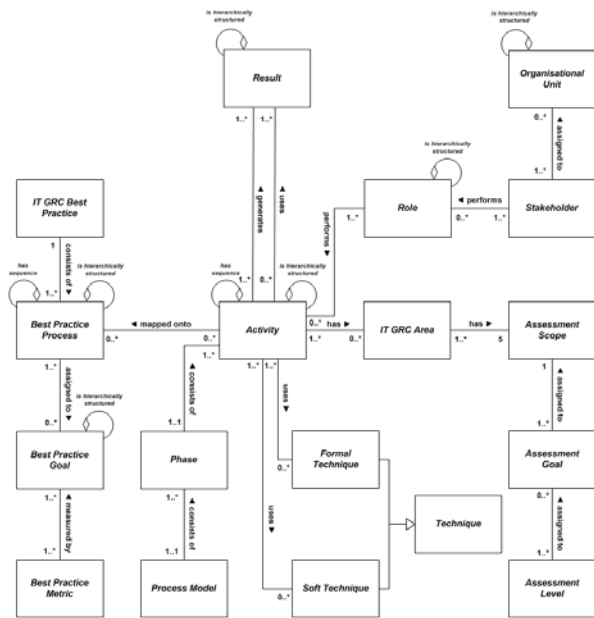 is hierarchically
structured
is hierarchically
structured
Result
Organisational
Unit
1..*
1..*
0..*
◄ assigned to
is hierarchically
structured
1..*
IT GRC Best
Practice
◄ generates
◄ uses
Role
◄ performs
Stakeholder
1..*
0..*
1..*
1
consists of ►
performs ►
has
sequence
1..*
is hierarchically
structured
has
sequence
1..*
0..*
is hierarchically
structured
Best Practice
Process
◄ mapped onto
0..*
0..*
Activity
0..*
has ►
1..*
0..*
IT GRC Area
has ►
1..*
5
Assessment
Scope
1..*
1..*
1..*
1..*
1
assigned to ►
◄ consists of
uses ►
◄ assigned to
is hierarchically
structured
0..*
1..1
1..*
Best Practice
Goal
Phase
Formal
Technique
0..*
Assessment
Goal
1..*
1..*
0..*
◄ measured by
◄ consists of
uses ►
Technique
◄ assigned to
1..*
1..1
1..*
Best Practice
Metric
Process Model
0..*
Soft Technique
Assessment
Level